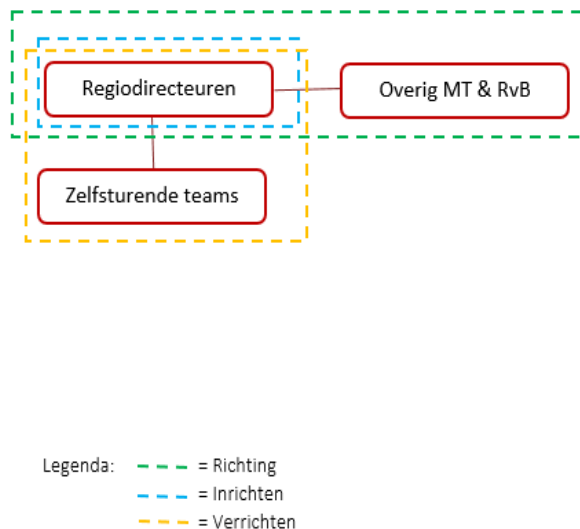 Regiodirecteuren
Overig MT & RvB
Zelfsturende teams
Legenda:
= Richting
= Inrichten
= Verrichten